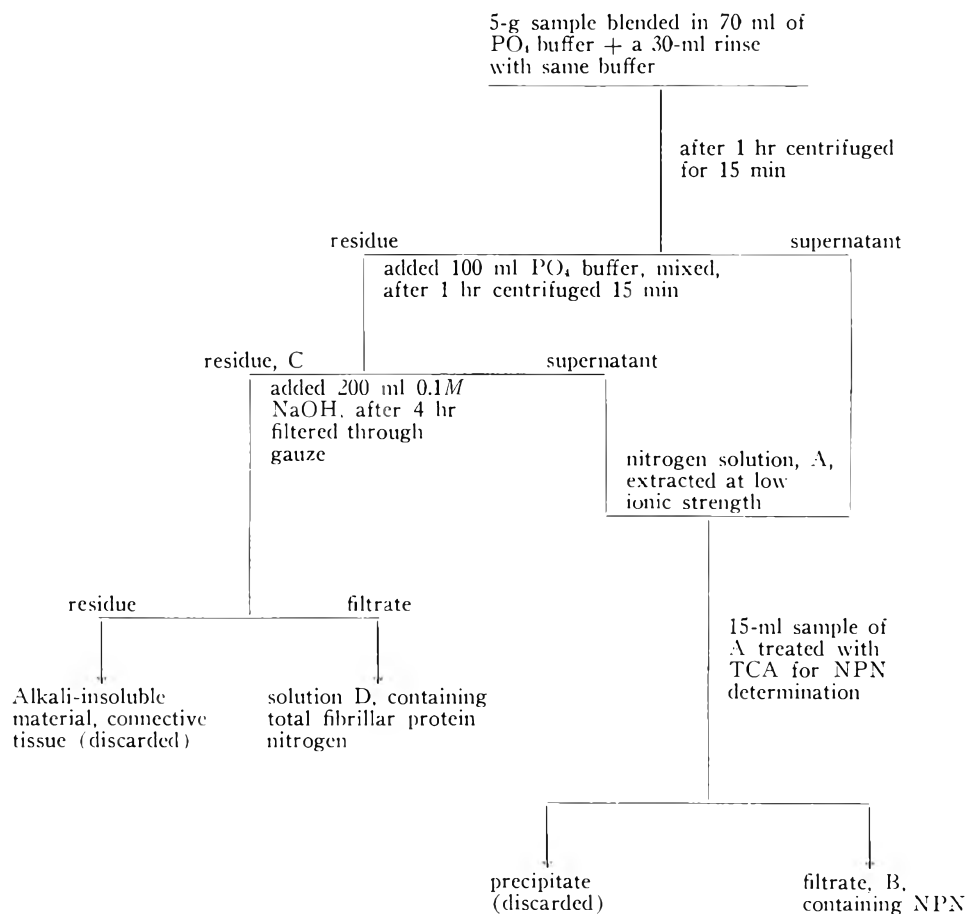 5-g sample blended in 70 ml of
PO₄ buffer + a 30-ml rinse
with same buffer
after 1 hr centrifuged
for 15 min
residue
supernatant
added 100 ml PO₄ buffer, mixed,
after 1 hr centrifuged 15 min
residue, C
supernatant
added 200 ml 0.1M
NaOH, after 4 hr
filtered through
gauze
nitrogen solution, A,
extracted at low
ionic strength
residue
filtrate
15-ml sample of
A treated with
TCA for NPN
determination
Alkali-insoluble
material, connective
tissue (discarded)
solution D, containing
total fibrillar protein
nitrogen
precipitate
(discarded)
filtrate, B,
containing NPN